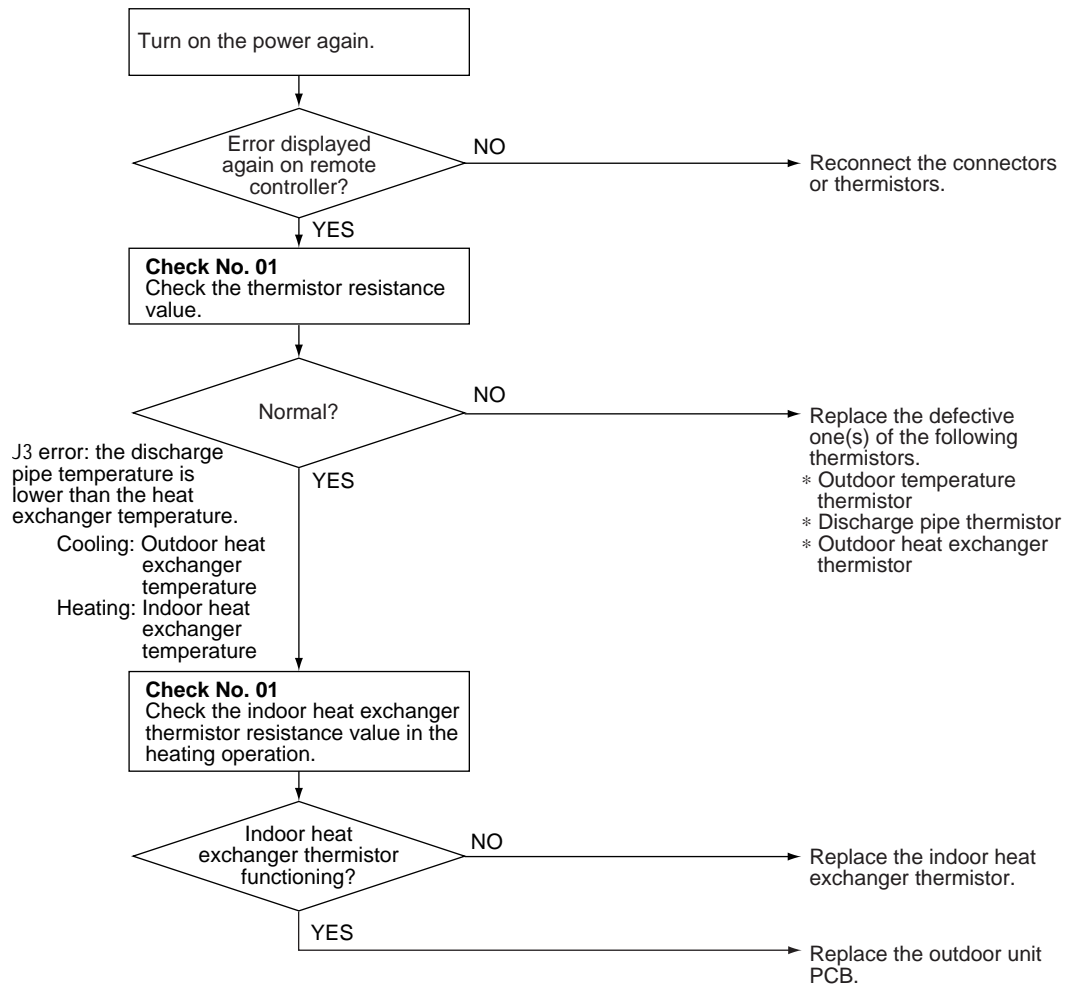 Turn on the power again.
Error displayed
again on remote
controller?
NO
Reconnect the connectors
or thermistors.
YES
Check No. 01
Check the thermistor resistance
value.
Normal?
NO
Replace the defective
one(s) of the following
thermistors.
∗ Outdoor temperature
thermistor
∗ Discharge pipe thermistor
∗ Outdoor heat exchanger
thermistor
YES
J3 error: the discharge
pipe temperature is
lower than the heat
exchanger temperature.
Cooling: Outdoor heat
exchanger
temperature
Heating: Indoor heat
exchanger
temperature
Check No. 01
Check the indoor heat exchanger
thermistor resistance value in the
heating operation.
Indoor heat
exchanger thermistor
functioning?
NO
Replace the indoor heat
exchanger thermistor.
YES
Replace the outdoor unit
PCB.